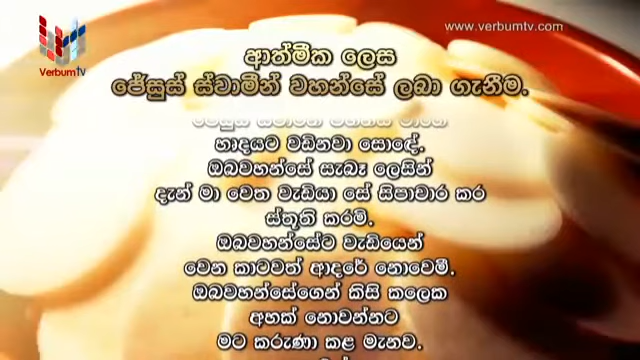 VerbumTV
www.verbumtv.com
ආත්මීක ලෙස
ජේසුස් ස්වාමීන් වහන්සේ ලබා ගැනීම.
හෘදයට වඩිනවා සොඳේ.
ඔබවහන්සේ සැබෑ ලෙසින්
දැන් මා වෙත වැඩියා සේ සිපාචාර කර
ස්තූති කරමි.
ඔබවහන්සේට වැඩියෙන්
වෙන කාටවත් ආදරේ නොවෙමී.
ඔබවහන්සේගෙන් කිසි කලෙක
අහක් නොවන්නට
මට කරුණා කළ මැනව.